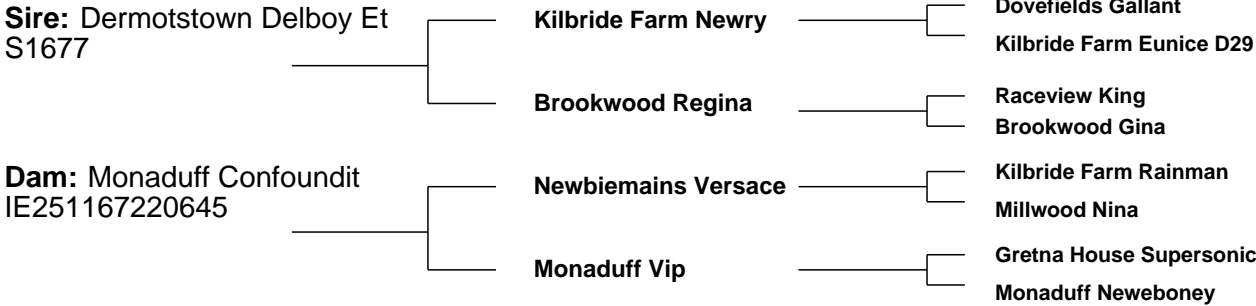 Sire: Dermotstown Delboy Et
S1677
Kilbride Farm Newry
Dovefields Gallant
Kilbride Farm Eunice D29
Brookwood Regina
Raceview King
Brookwood Gina
Dam: Monaduff Confoundit
IE251167220645
Newbiemains Versace
Kilbride Farm Rainman
Millwood Nina
Monaduff Vip
Gretna House Supersonic
Monaduff Neweboney